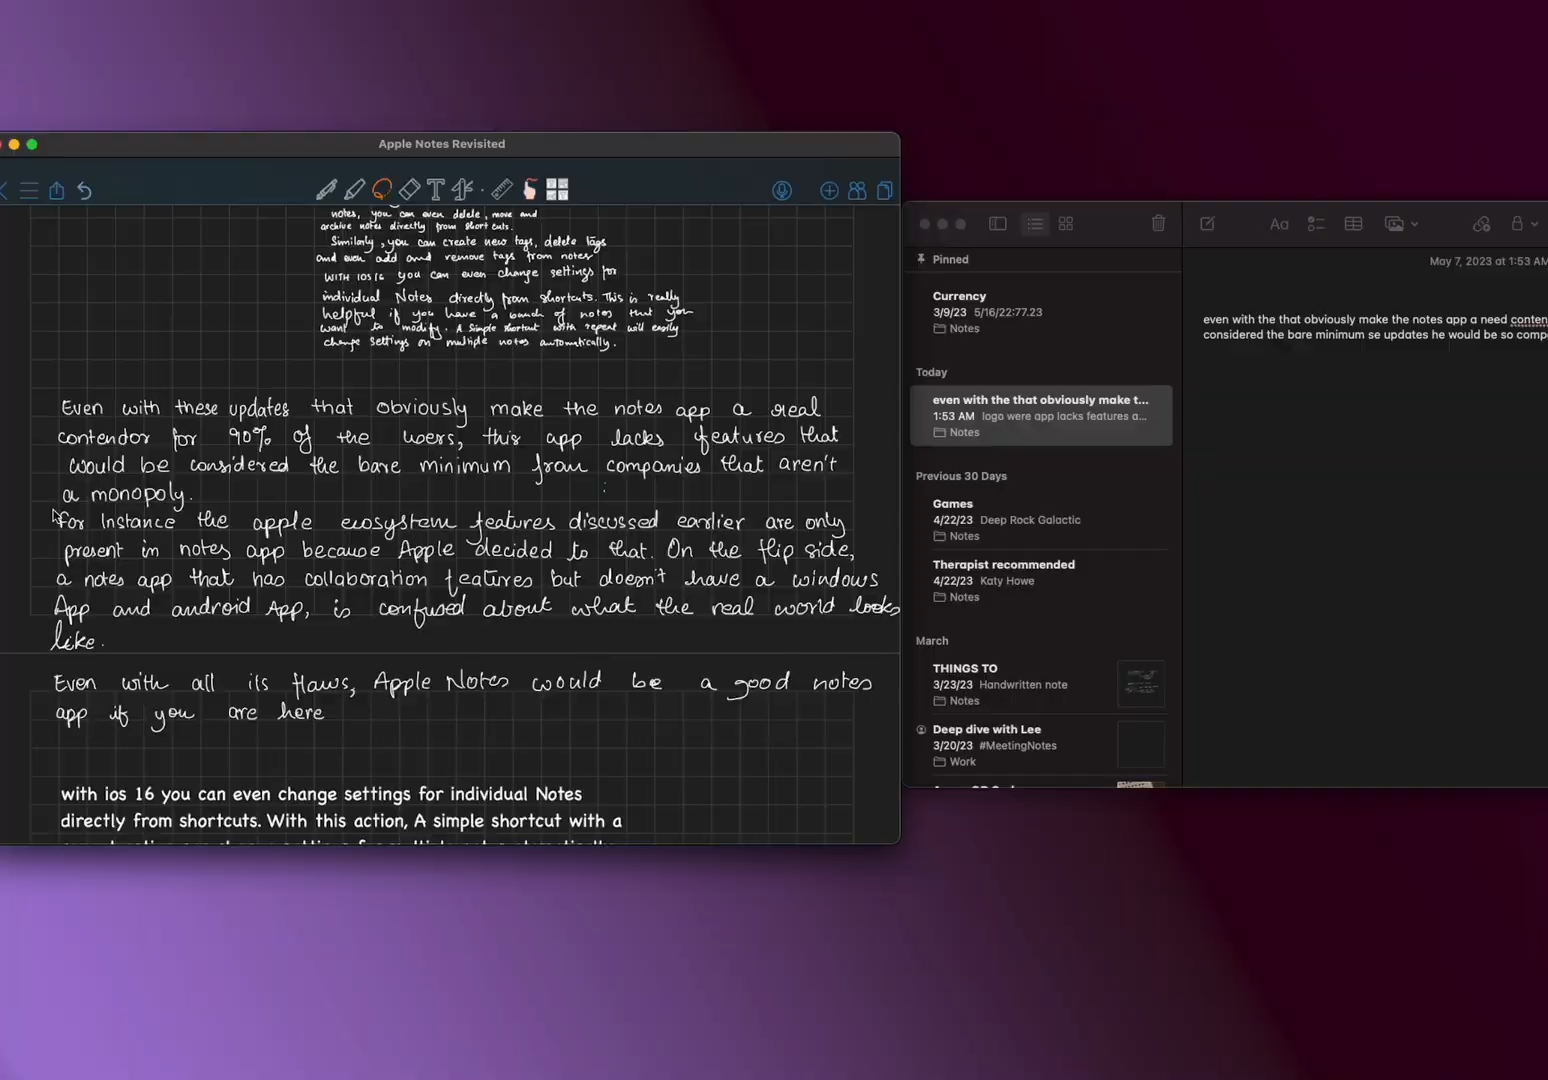 Apple Notes Revisited
notes, you can even delete, move and
archive notes directly from short cuts.
Similarly, you can create new tags, delete tags
and even add and remove tags from notes
WITH IOS 16 you can even change settings for
individual Notes directly from shortcuts. This is really
helpful if you have a bunch of notes that you
want to modify. A Simple shortcut with repeat will easily
change settings on multiple notes automatically.
Even with these updates that obviously make the notes app a real
contendor for 90% of the users, this app lacks features that
would be considered the bare minimum from companies that aren't
a monopoly.
For Instance the apple ecosystem features discussed earlier are only
present in notes app because Apple decided to that. On the flip side,
a notes app that has collaboration features but doesn't have a windows
App and android App, is confused about what the real world looks
like.
Even with all its flaws, Apple Notes would be a good notes
app if you are here
with ios 16 you can even change settings for individual Notes
directly from shortcuts. With this action, A simple shortcut with a
Pinned
Currency
3/9/23 5/16/22:77.23
Notes
Today
even with the that obviously make t...
1:53 AM logo were app lacks features a...
Notes
Previous 30 Days
Games
4/22/23 Deep Rock Galactic
Notes
Therapist recommended
4/22/23 Katy Howe
Notes
March
THINGS TO
3/23/23 Handwritten note
Notes
Deep dive with Lee
3/20/23 #MeetingNotes
Work
Aa
May 7, 2023 at 1:53 AM
even with the that obviously make the notes app a need conten
considered the bare minimum se updates he would be so comp